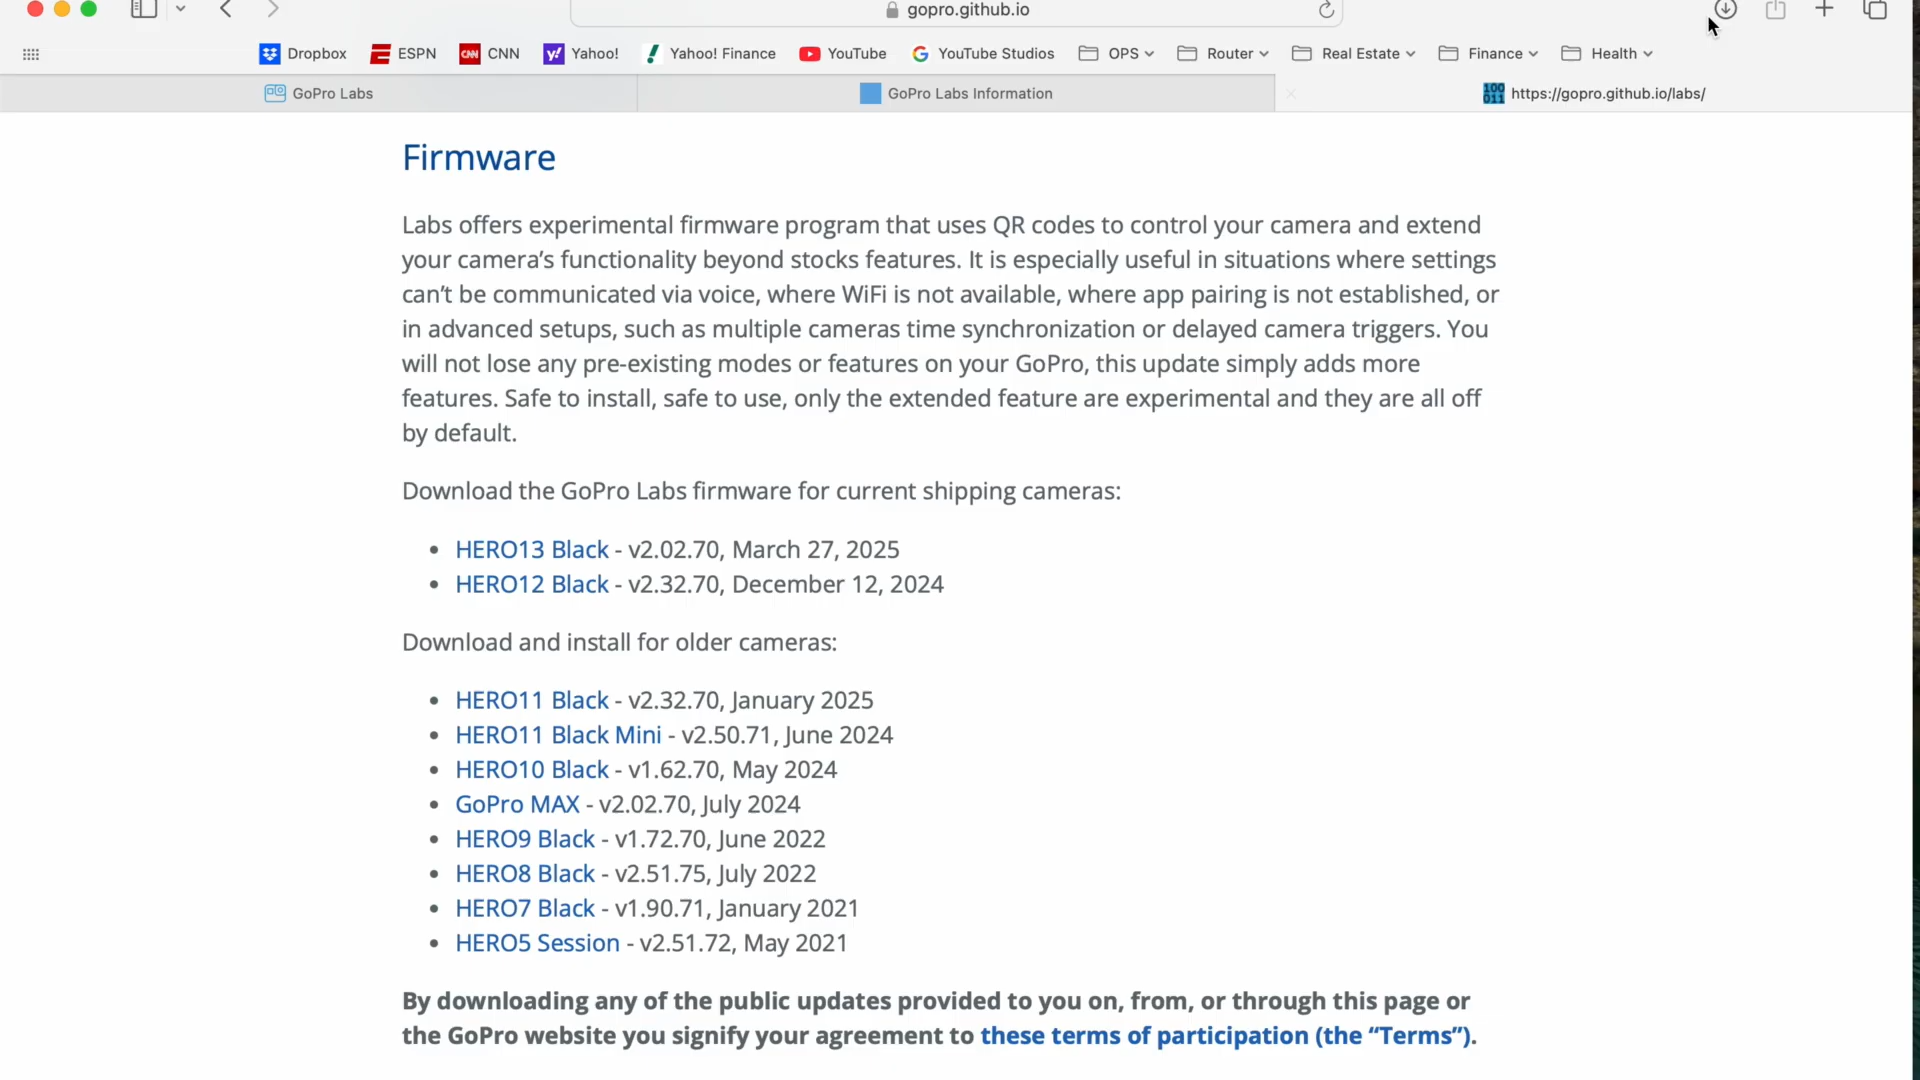 gopro.github.io
Dropbox ESPN CNN Yahoo! Yahoo! Finance YouTube YouTube Studios OPS Router Real Estate Finance Health
GoPro Labs GoPro Labs Information https://gopro.github.io/labs/
Firmware
Labs offers experimental firmware program that uses QR codes to control your camera and extend
your camera’s functionality beyond stocks features. It is especially useful in situations where settings
can’t be communicated via voice, where WiFi is not available, where app pairing is not established, or
in advanced setups, such as multiple cameras time synchronization or delayed camera triggers. You
will not lose any pre-existing modes or features on your GoPro, this update simply adds more
features. Safe to install, safe to use, only the extended feature are experimental and they are all off
by default.
Download the GoPro Labs firmware for current shipping cameras:
• HERO13 Black - v2.02.70, March 27, 2025
• HERO12 Black - v2.32.70, December 12, 2024
Download and install for older cameras:
• HERO11 Black - v2.32.70, January 2025
• HERO11 Black Mini - v2.50.71, June 2024
• HERO10 Black - v1.62.70, May 2024
• GoPro MAX - v2.02.70, July 2024
• HERO9 Black - v1.72.70, June 2022
• HERO8 Black - v2.51.75, July 2022
• HERO7 Black - v1.90.71, January 2021
• HERO5 Session - v2.51.72, May 2021
By downloading any of the public updates provided to you on, from, or through this page or
the GoPro website you signify your agreement to these terms of participation (the “Terms”).